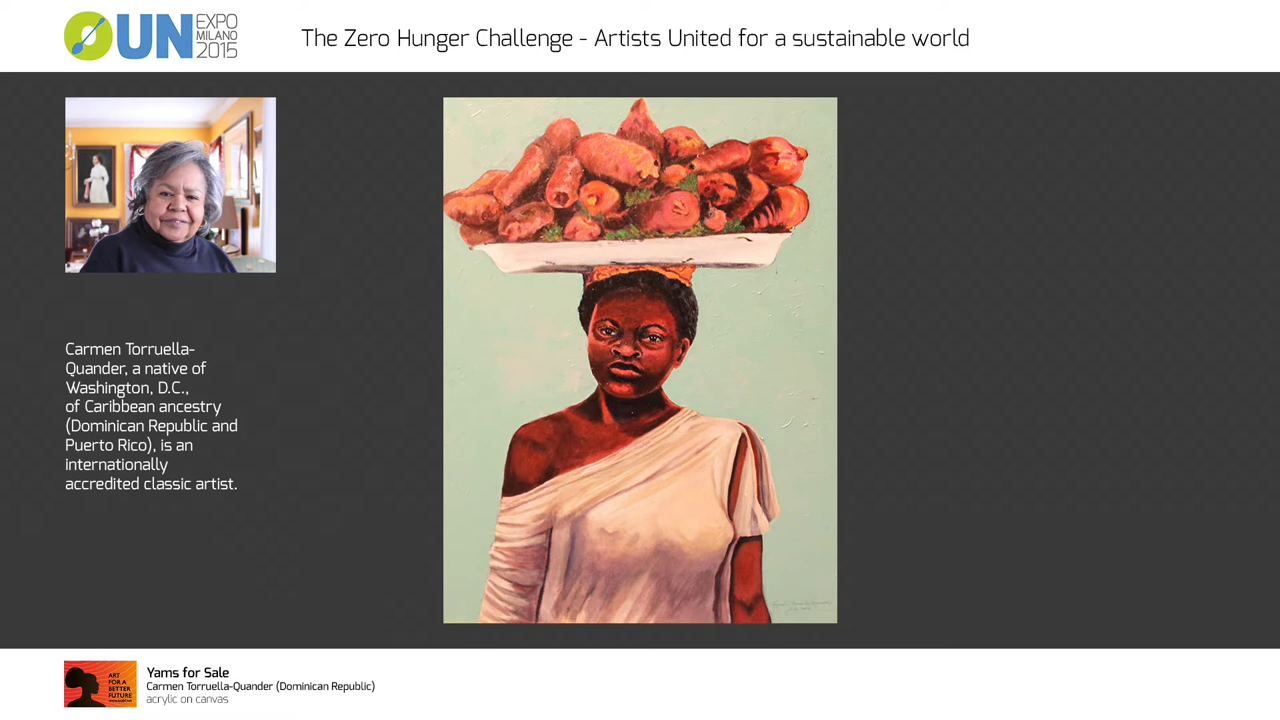 UN
EXPO
MILANO
2015
The Zero Hunger Challenge - Artists United for a sustainable world
Carmen Torruella-
Quander, a native of
Washington, D.C.,
of Caribbean ancestry
(Dominican Republic and
Puerto Rico), is an
internationally
accredited classic artist.
ART
FOR A
BETTER
FUTURE
Yams for Sale
Carmen Torruella-Quander (Dominican Republic)
acrylic on canvas